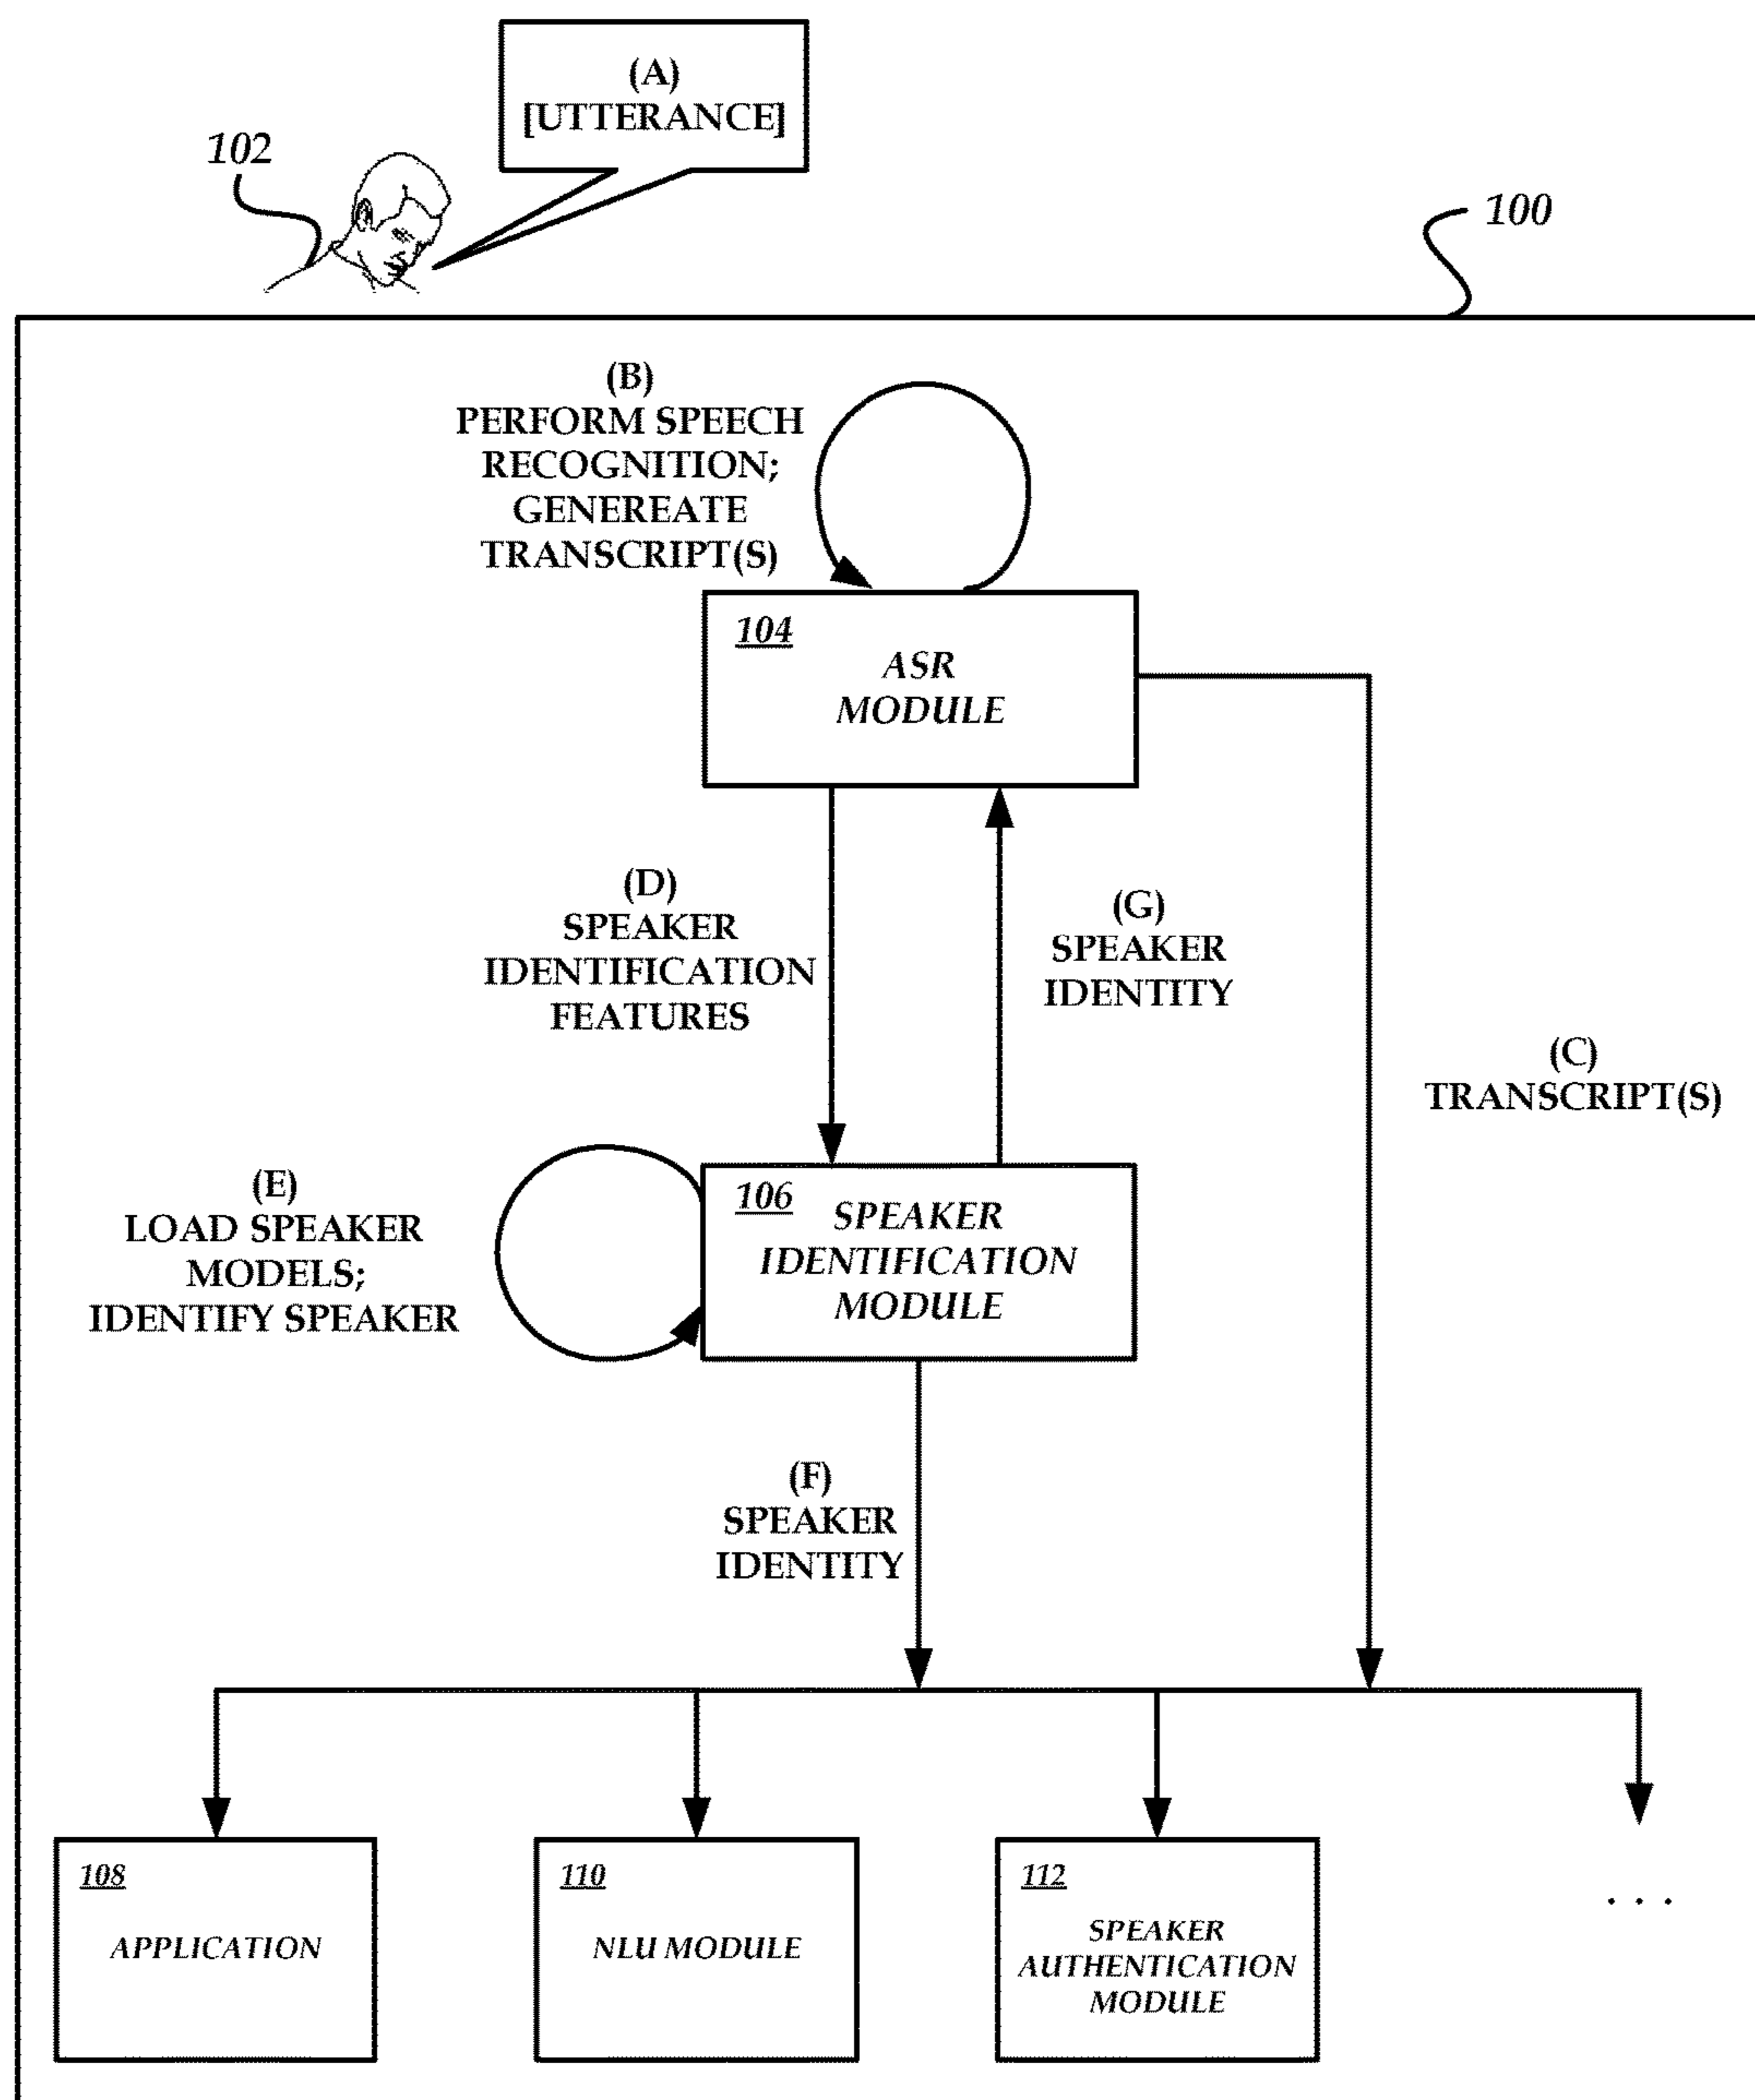 (A)
[UTTERANCE]
102
100
(B)
PERFORM SPEECH
RECOGNITION;
GENEREATE
TRANSCRIPT(S)
104
ASR
MODULE
(D)
SPEAKER
IDENTIFICATION
FEATURES
(G)
SPEAKER
IDENTITY
(C)
TRANSCRIPT(S)
(E)
LOAD SPEAKER
MODELS;
IDENTIFY SPEAKER
106
SPEAKER
IDENTIFICATION
MODULE
(F)
SPEAKER
IDENTITY
108
APPLICATION
110
NLU MODULE
112
SPEAKER
AUTHENTICATION
MODULE
. . .